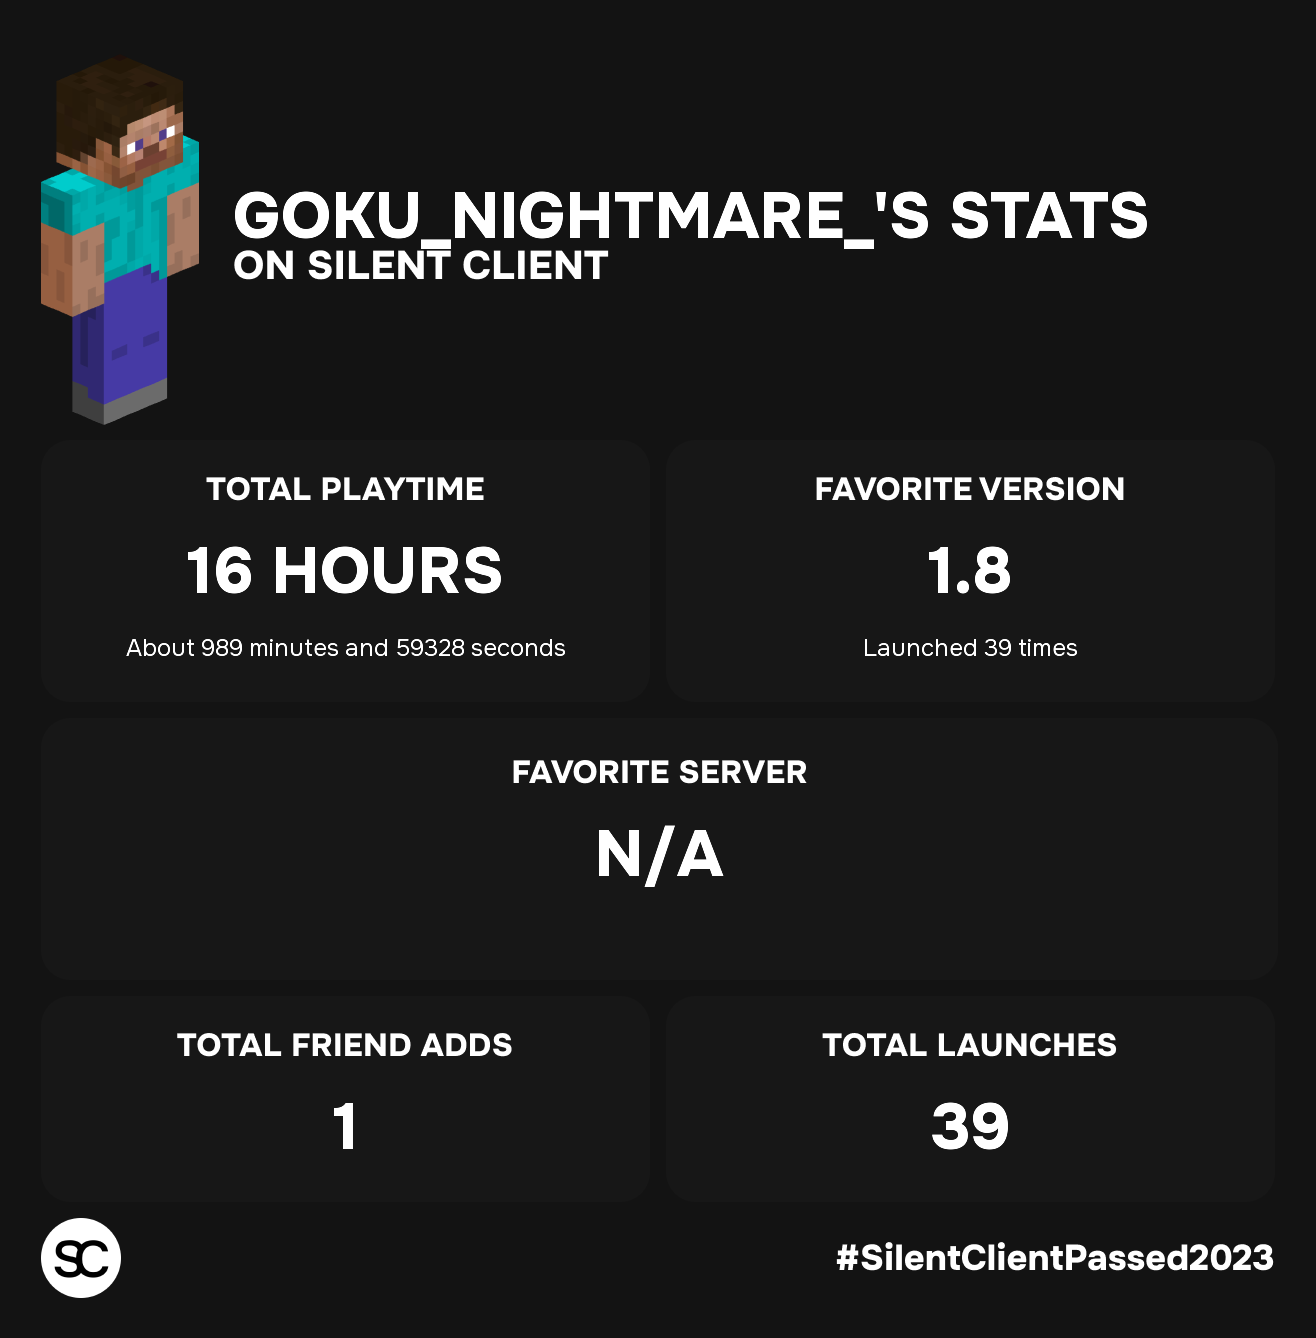 GOKU_NIGHTMARE_'S STATS
ON SILENT CLIENT
TOTAL PLAYTIME
16 HOURS
About 989 minutes and 59328 seconds
FAVORITE VERSION
1.8
Launched 39 times
FAVORITE SERVER
N/A
TOTAL FRIEND ADDS
1
TOTAL LAUNCHES
39
SC
#SilentClientPassed2023